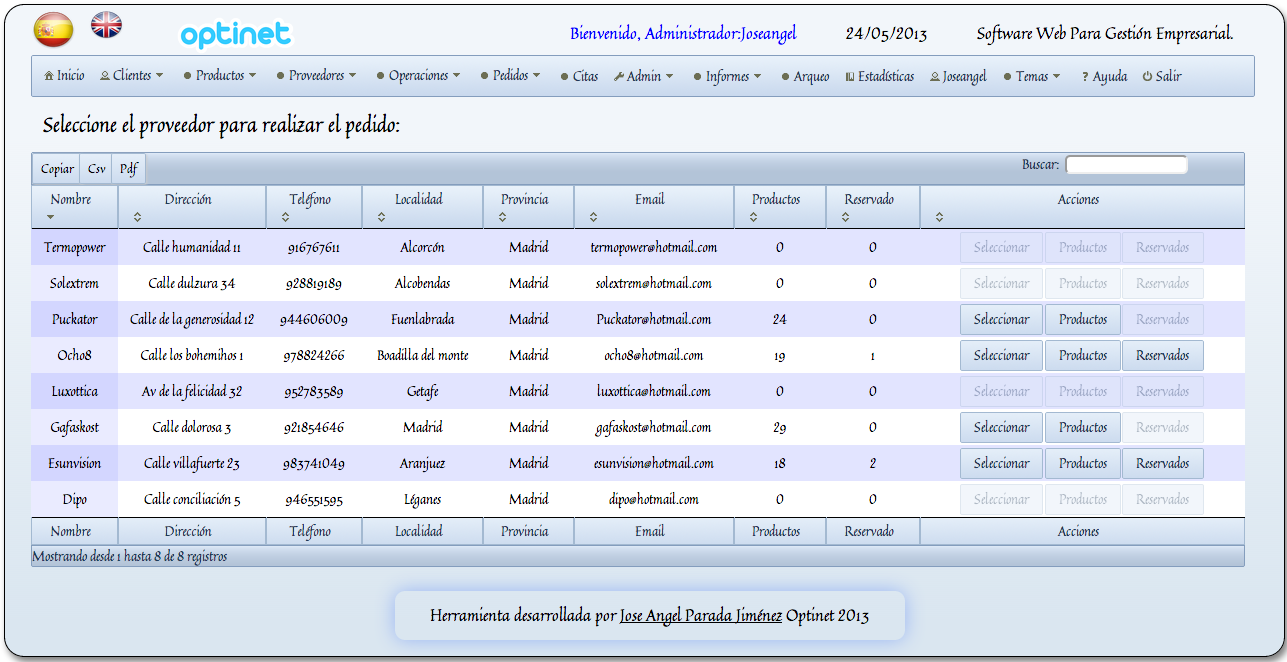 optinet
Bienvenido, Administrador:Joseangel 24/05/2013 Software Web Para Gestión Empresarial.
Inicio Clientes Productos Proveedores Operaciones Pedidos Citas Admin Informes Arqueo Estadísticas Joseangel Temas ? Ayuda Salir
Seleccione el proveedor para realizar el pedido:
Copiar Csv Pdf Buscar:
Nombre Dirección Teléfono Localidad Provincia Email Productos Reservado Acciones
Termopower Calle humanidad 11 916767611 Alcorcón Madrid termopower@hotmail.com 0 0 Seleccionar Productos Reservados
Solextrem Calle dulzura 34 928819189 Alcobendas Madrid solextrem@hotmail.com 0 0 Seleccionar Productos Reservados
Puckator Calle de la generosidad 12 944606009 Fuenlabrada Madrid Puckator@hotmail.com 24 0 Seleccionar Productos Reservados
Ocho8 Calle los bohemihos 1 978824266 Boadilla del monte Madrid ocho8@hotmail.com 19 1 Seleccionar Productos Reservados
Luxottica Av de la felicidad 32 952783589 Getafe Madrid luxottica@hotmail.com 0 0 Seleccionar Productos Reservados
Gafaskost Calle dolorosa 3 921854646 Madrid Madrid gafaskost@hotmail.com 29 0 Seleccionar Productos Reservados
Esunvision Calle villafuerte 23 983741049 Aranjuez Madrid esunvision@hotmail.com 18 2 Seleccionar Productos Reservados
Dipo Calle conciliación 5 946551595 Léganes Madrid dipo@hotmail.com 0 0 Seleccionar Productos Reservados
Nombre Dirección Teléfono Localidad Provincia Email Productos Reservado Acciones
Mostrando desde 1 hasta 8 de 8 registros
Herramienta desarrollada por Jose Angel Parada Jiménez Optinet 2013